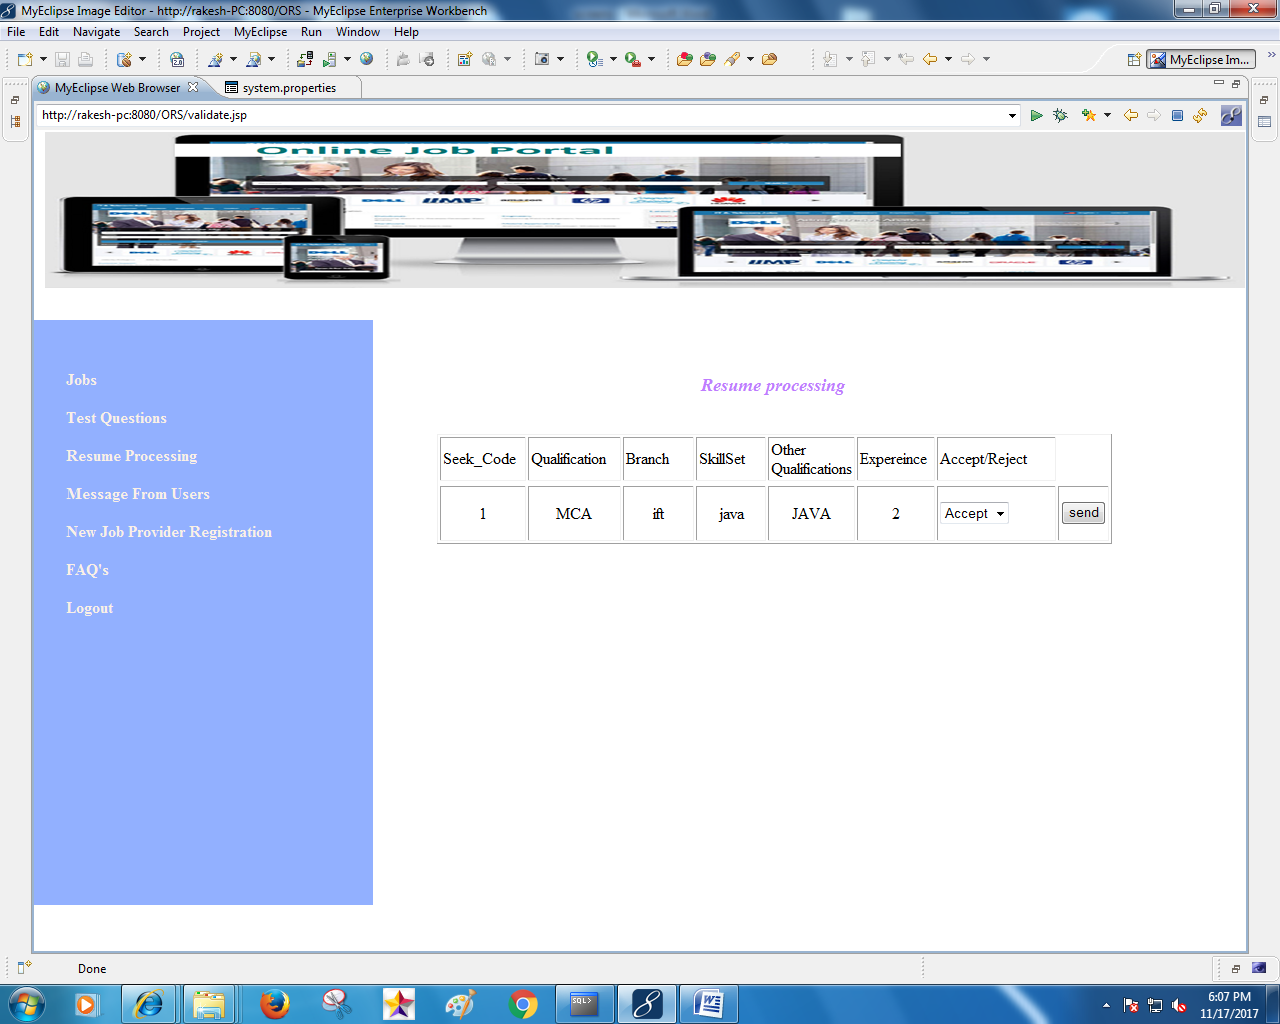 MyEclipse Image Editor - http://rakesh-PC:8080/ORS - MyEclipse Enterprise Workbench
File Edit Navigate Search Project MyEclipse Run Window Help
2.0
MyEclipse Im...
MyEclipse Web Browser
system.properties
http://rakesh-pc:8080/ORS/validate.jsp
Online Job Portal
Jobs
Test Questions
Resume Processing
Message From Users
New Job Provider Registration
FAQ's
Logout
Resume processing
Seek_Code Qualification Branch SkillSet Other Qualifications Expereince Accept/Reject
1 MCA ift java JAVA 2 Accept send
Done
SQL>
6:07 PM
11/17/2017